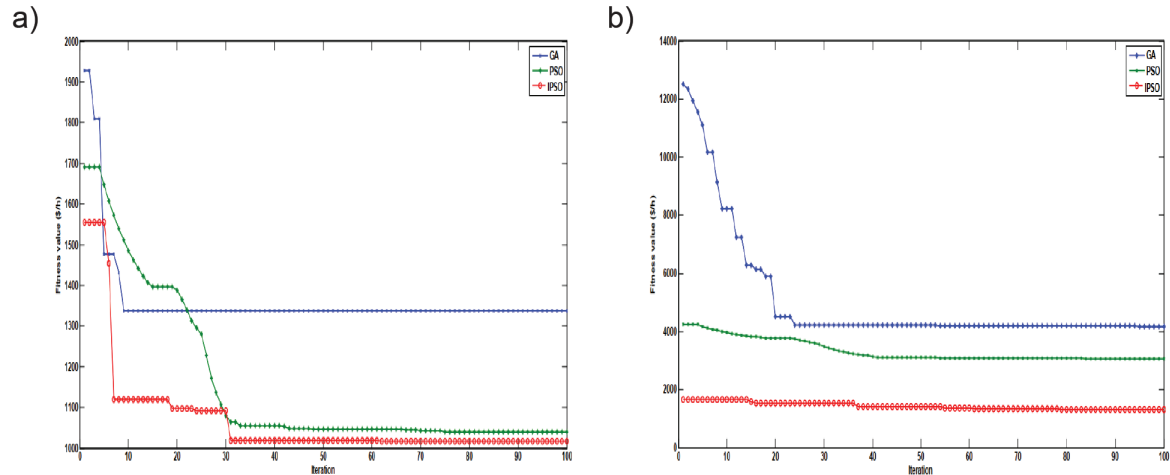 a)
2000
1900
1800
1700
1600
1500
1400
1300
1200
1100
1000
Fitness value ($/h)
0 10 20 30 40 50 60 70 80 90 100
Iteration
GA
PSO
IPSO
b)
14000
12000
10000
8000
6000
4000
2000
0
Fitness value ($/h)
0 10 20 30 40 50 60 70 80 90 100
Iteration
GA
PSO
IPSO